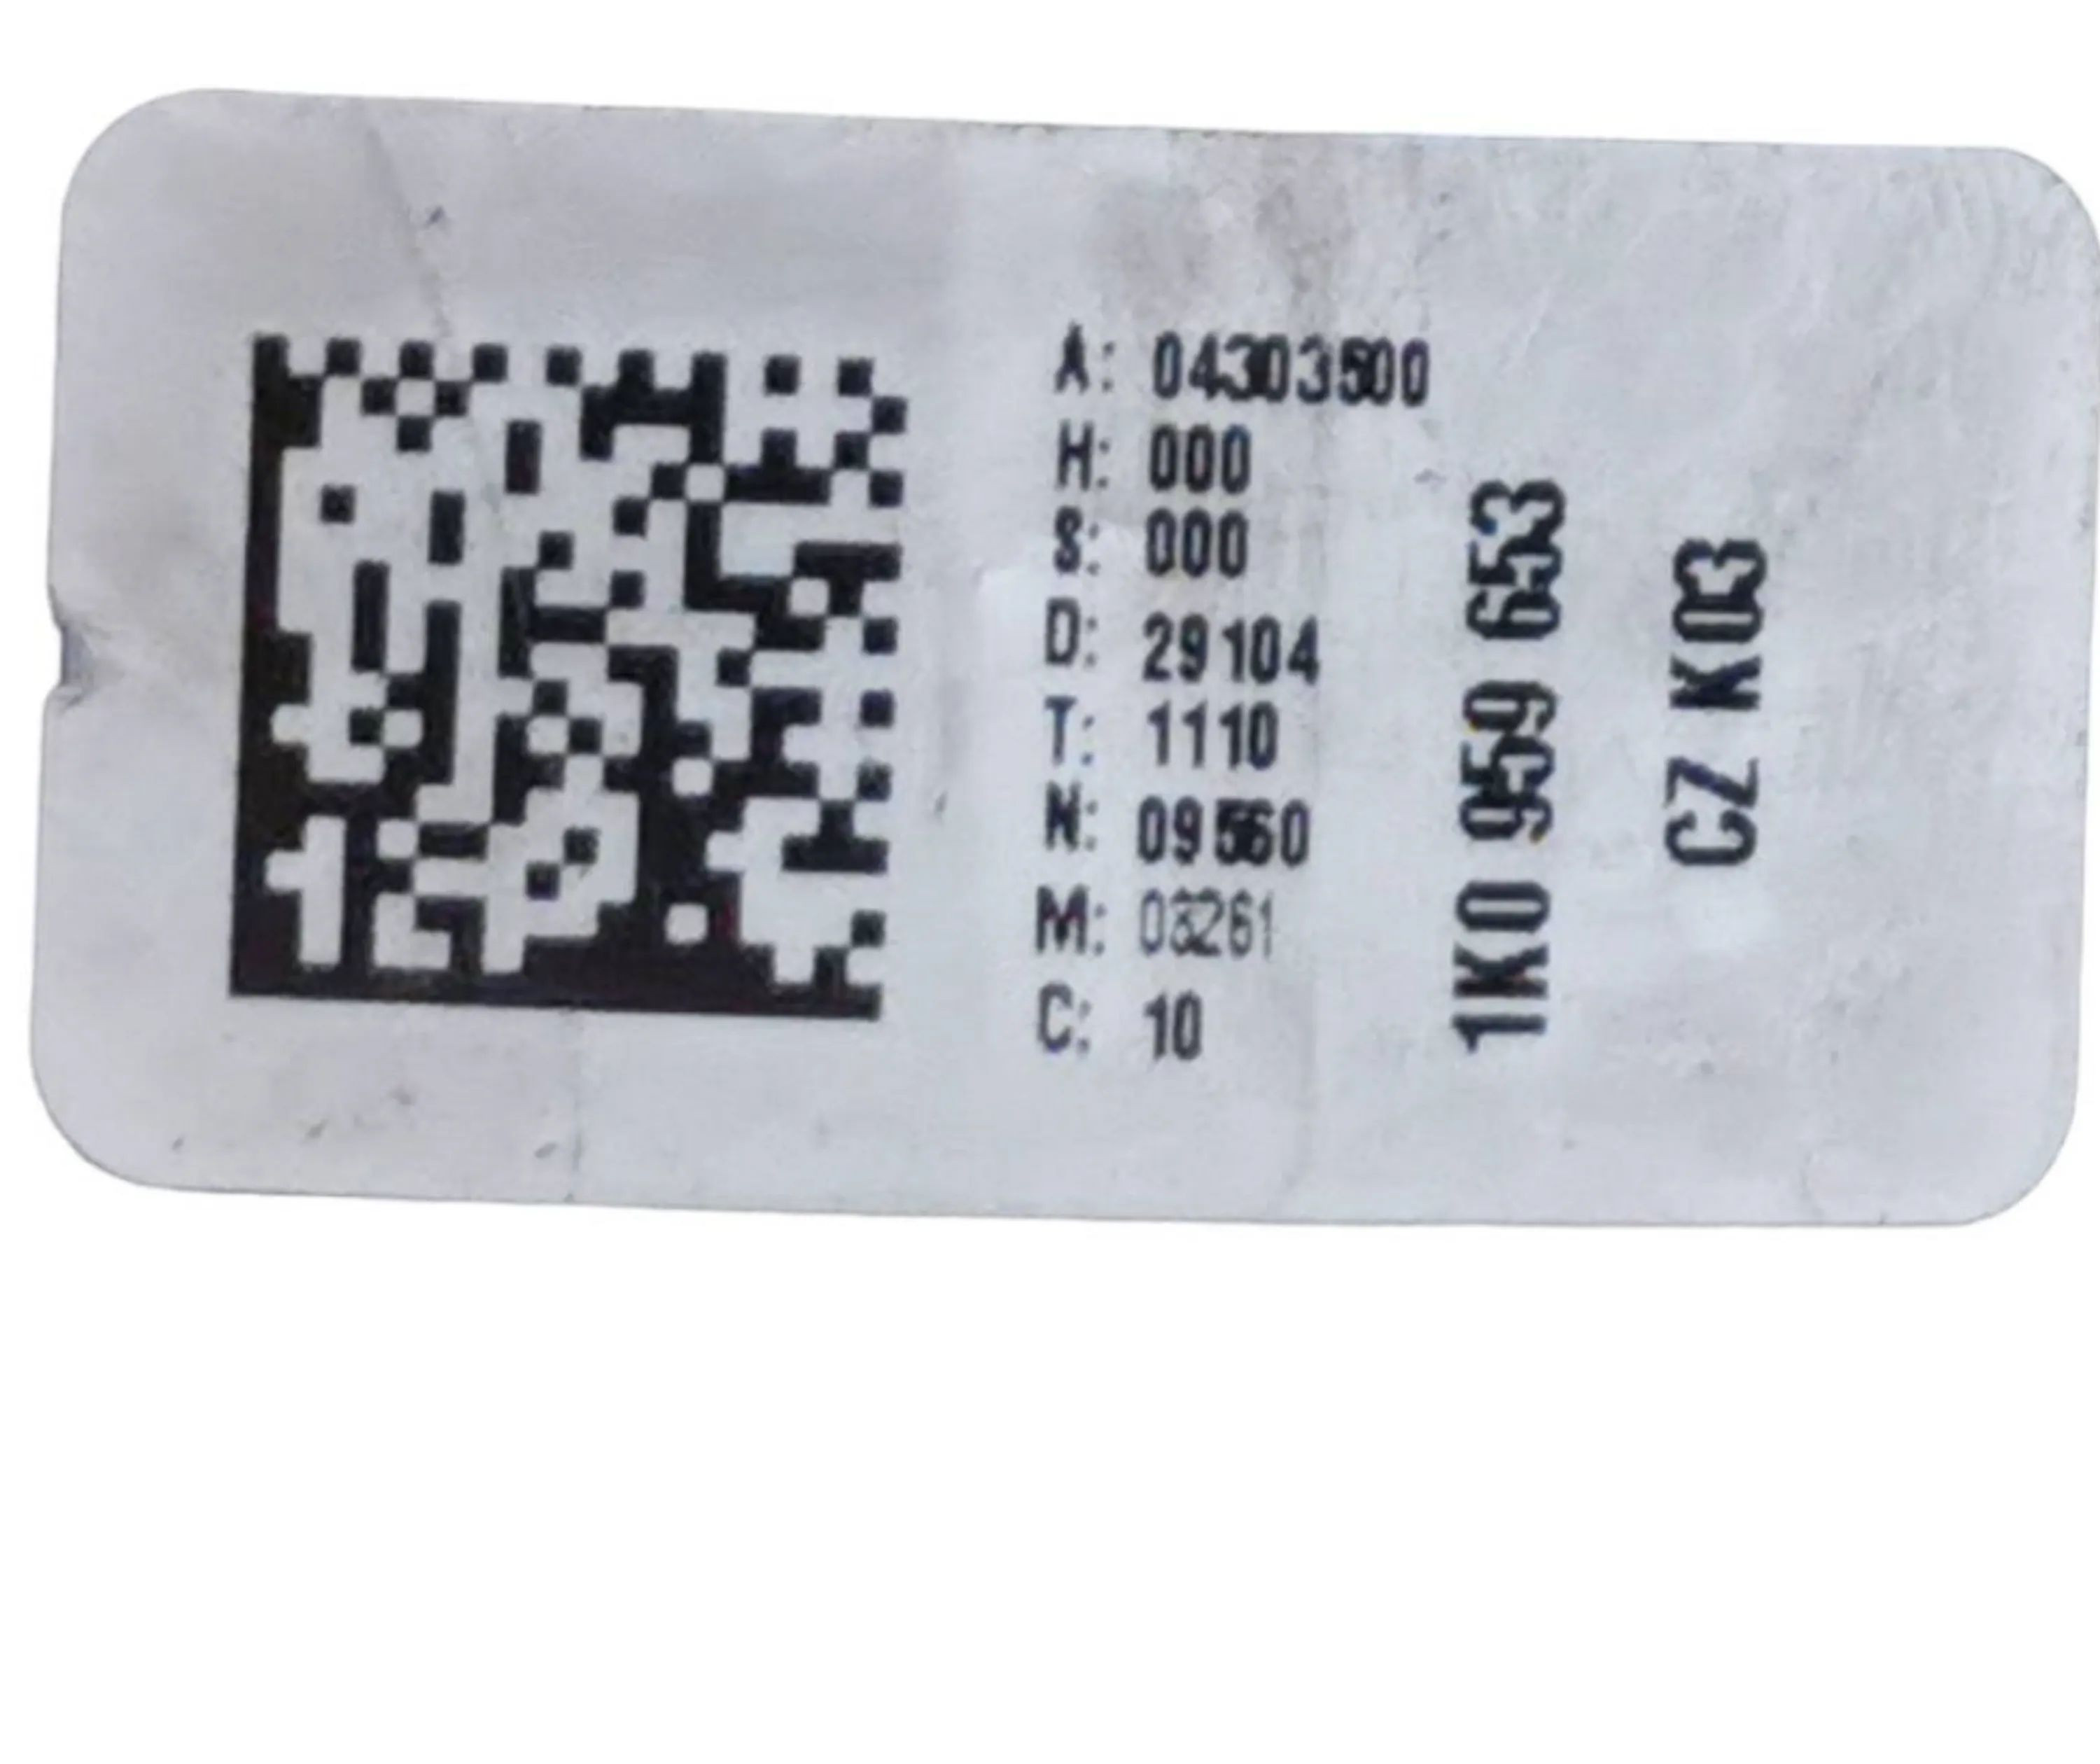 A: 04303500
H: 000
S: 000
D: 29104
T: 1110
N: 09560
M: 03261
C: 10
1K0 959 653
CZ K03